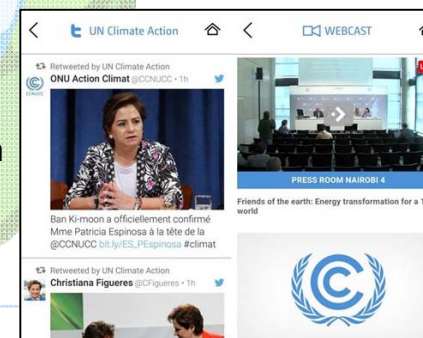 UN Climate Action
Retweeted by UN Climate Action
ONU Action Climat @CCNUCC • 1h
CCNUCC
Ban Ki-moon a officiellement confirmé
Mme Patricia Espinosa à la tête de la
@CCNUCC bit.ly/ES_PEspinosa #climat
Retweeted by UN Climate Action
Christiana Figueres @CFigueres • 1h
WEBCAST
PRESS ROOM NAIROBI 4
Friends of the earth: Energy transformation for a 1
world